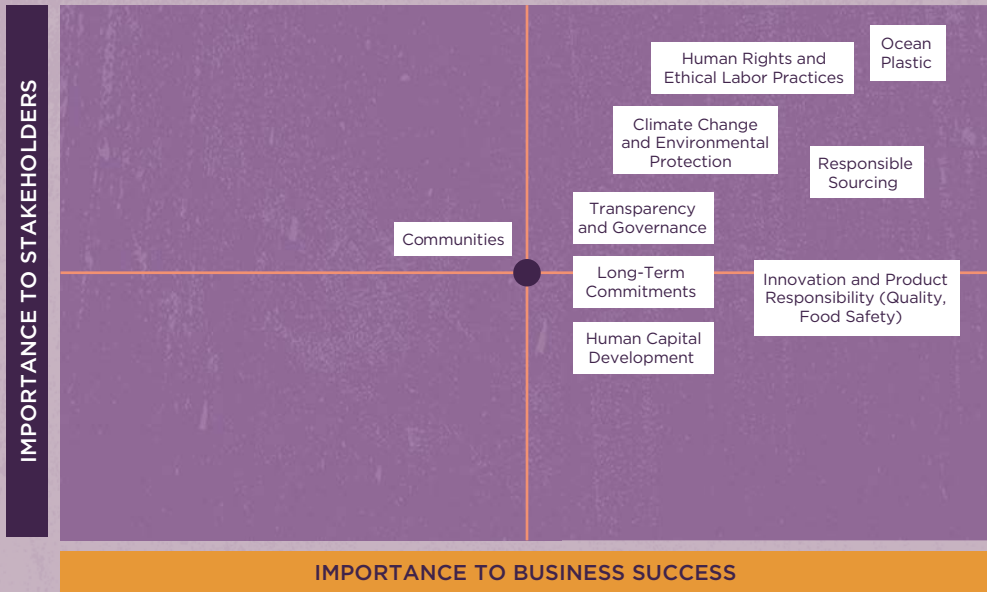 IMPORTANCE TO STAKEHOLDERS
Ocean
Plastic
Human Rights and
Ethical Labor Practices
Climate Change
and Environmental
Protection
Responsible
Sourcing
Transparency
and Governance
Communities
Long-Term
Commitments
Innovation and Product
Responsibility (Quality,
Food Safety)
Human Capital
Development
IMPORTANCE TO BUSINESS SUCCESS